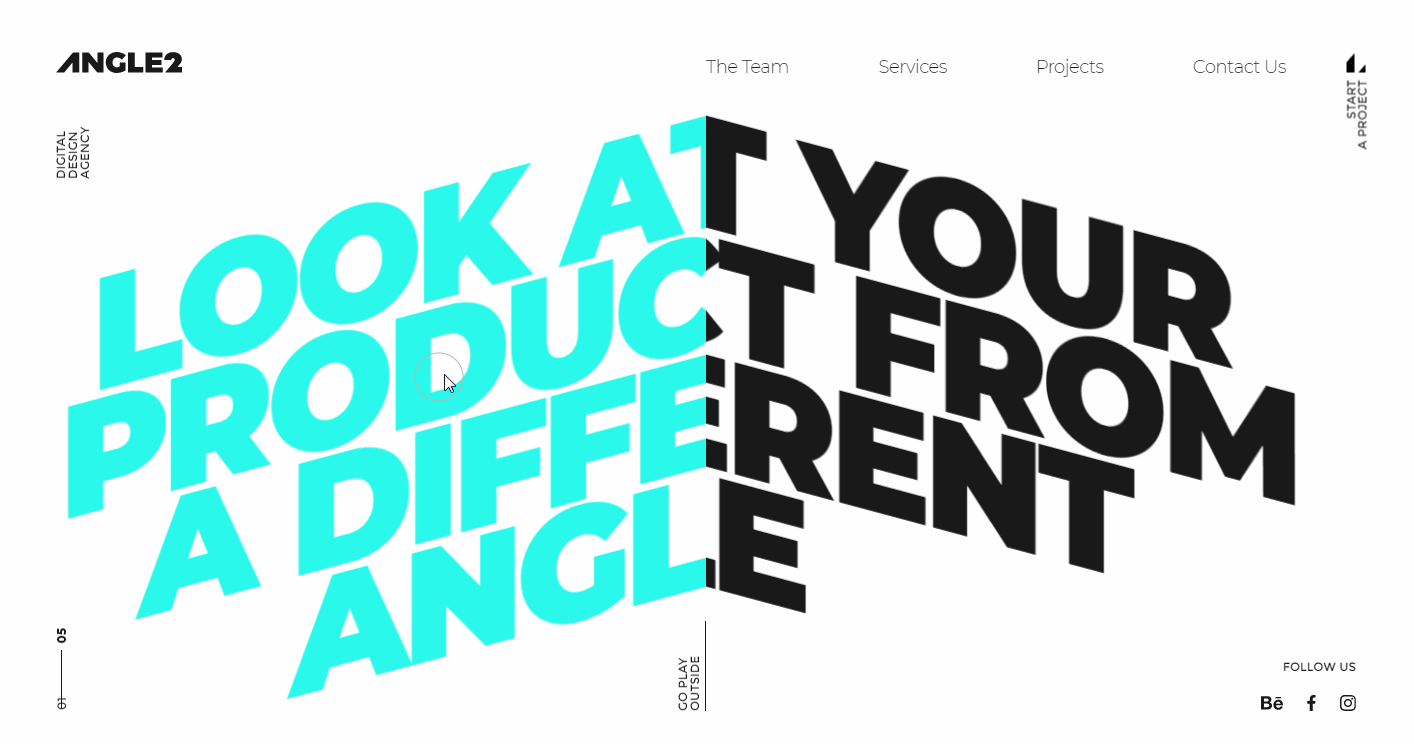 ANGLE2
The Team
Services
Projects
Contact Us
START
A PROJECT
DIGITAL
DESIGN
AGENCY
LOOK AT YOUR
PRODUCT FROM
A DIFFERENT
ANGLE
05
01
GO PLAY
OUTSIDE
FOLLOW US
Bē